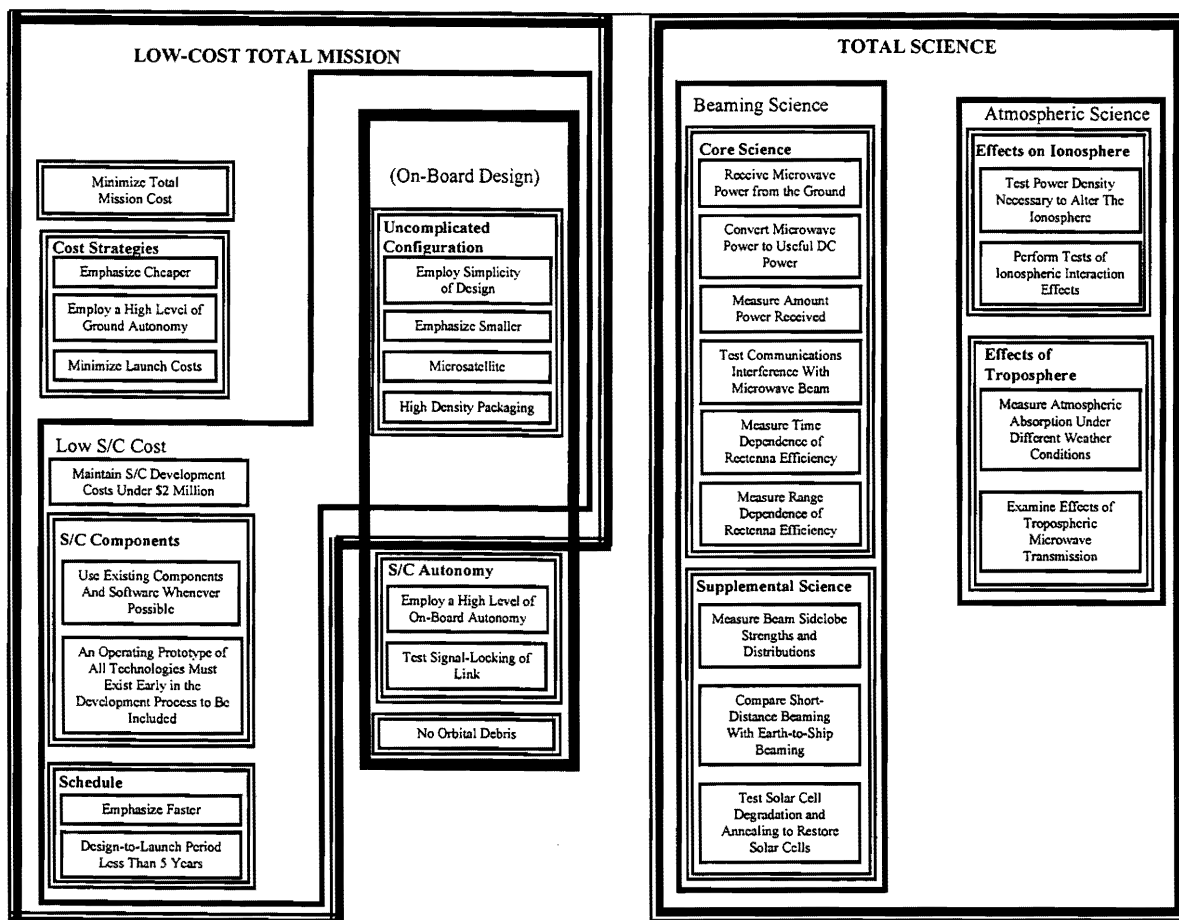 LOW-COST TOTAL MISSION
Minimize Total
Mission Cost
Cost Strategies
Emphasize Cheaper
Employ a High Level of
Ground Autonomy
Minimize Launch Costs
Low S/C Cost
Maintain S/C Development
Costs Under $2 Million
S/C Components
Use Existing Components
And Software Whenever
Possible
An Operating Prototype of
All Technologies Must
Exist Early in the
Development Process to Be
Included
Schedule
Emphasize Faster
Design-to-Launch Period
Less Than 5 Years
(On-Board Design)
Uncomplicated
Configuration
Employ Simplicity
of Design
Emphasize Smaller
Microsatellite
High Density Packaging
S/C Autonomy
Employ a High Level of
On-Board Autonomy
Test Signal-Locking of
Link
No Orbital Debris
TOTAL SCIENCE
Beaming Science
Core Science
Receive Microwave
Power from the Ground
Convert Microwave
Power to Useful DC
Power
Measure Amount
Power Received
Test Communications
Interference With
Microwave Beam
Measure Time
Dependence of
Rectenna Efficiency
Measure Range
Dependence of
Rectenna Efficiency
Supplemental Science
Measure Beam Sidelobe
Strengths and
Distributions
Compare Short-
Distance Beaming
With Earth-to-Ship
Beaming
Test Solar Cell
Degradation and
Annealing to Restore
Solar Cells
Atmospheric Science
Effects on Ionosphere
Test Power Density
Necessary to Alter The
Ionosphere
Perform Tests of
Ionospheric Interaction
Effects
Effects of
Troposphere
Measure Atmospheric
Absorption Under
Different Weather
Conditions
Examine Effects of
Tropospheric
Microwave
Transmission